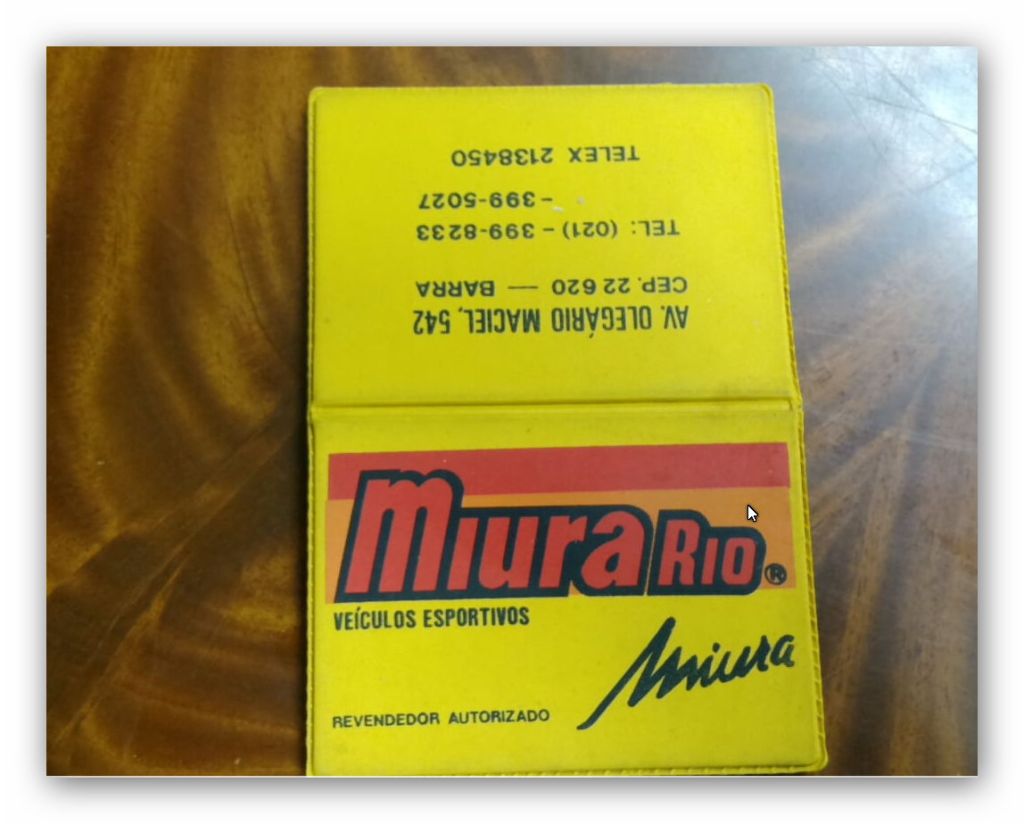 AV. OLEGÁRIO MACIEL, 542
CEP. 22 620 — BARRA
TEL: (021) – 399-8233
– 399-5027
TELEX 2138450
Miura Rio ®
VEÍCULOS ESPORTIVOS
Miura
REVENDEDOR AUTORIZADO